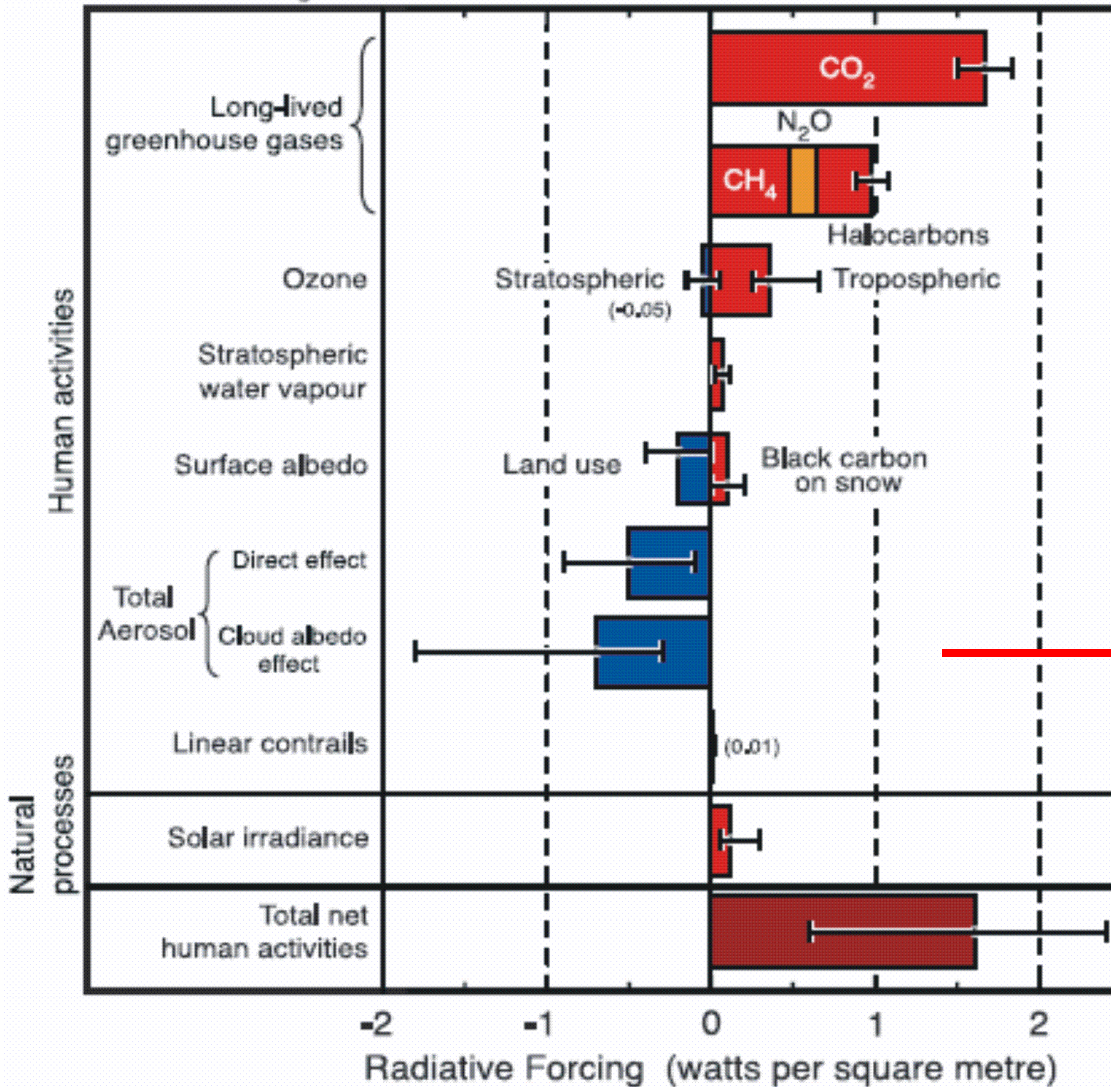 CO₂
Long-lived
greenhouse gases
N₂O
CH₄
Halocarbons
Ozone
Stratospheric
(-0.05)
Tropospheric
Stratospheric
water vapour
Surface albedo
Land use
Black carbon
on snow
Human activities
Total
Aerosol
Direct effect
Cloud albedo
effect
Linear contrails
(0.01)
Natural
processes
Solar irradiance
Total net
human activities
-2 -1 0 1 2
Radiative Forcing (watts per square metre)